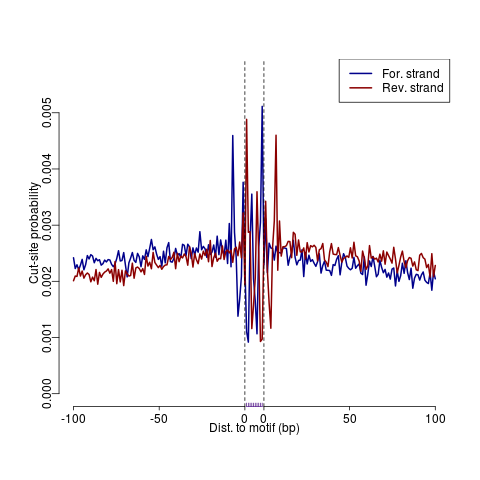 For. strand
Rev. strand
Cut-site probability
0.005
0.004
0.003
0.002
0.001
0.000
-100 -50 0 0 50 100
Dist. to motif (bp)